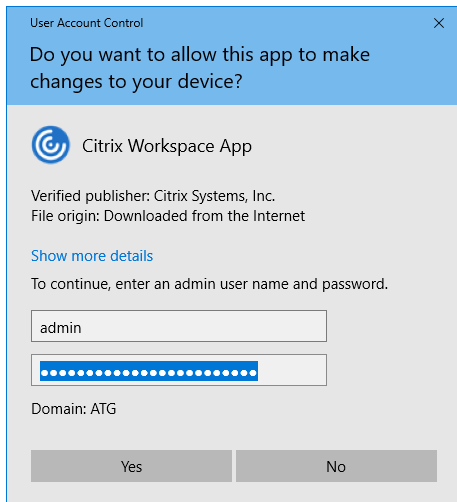 User Account Control
Do you want to allow this app to make
changes to your device?
Citrix Workspace App
Verified publisher: Citrix Systems, Inc.
File origin: Downloaded from the Internet
Show more details
To continue, enter an admin user name and password.
admin
••••••••••••••••••••••••
Domain: ATG
Yes No